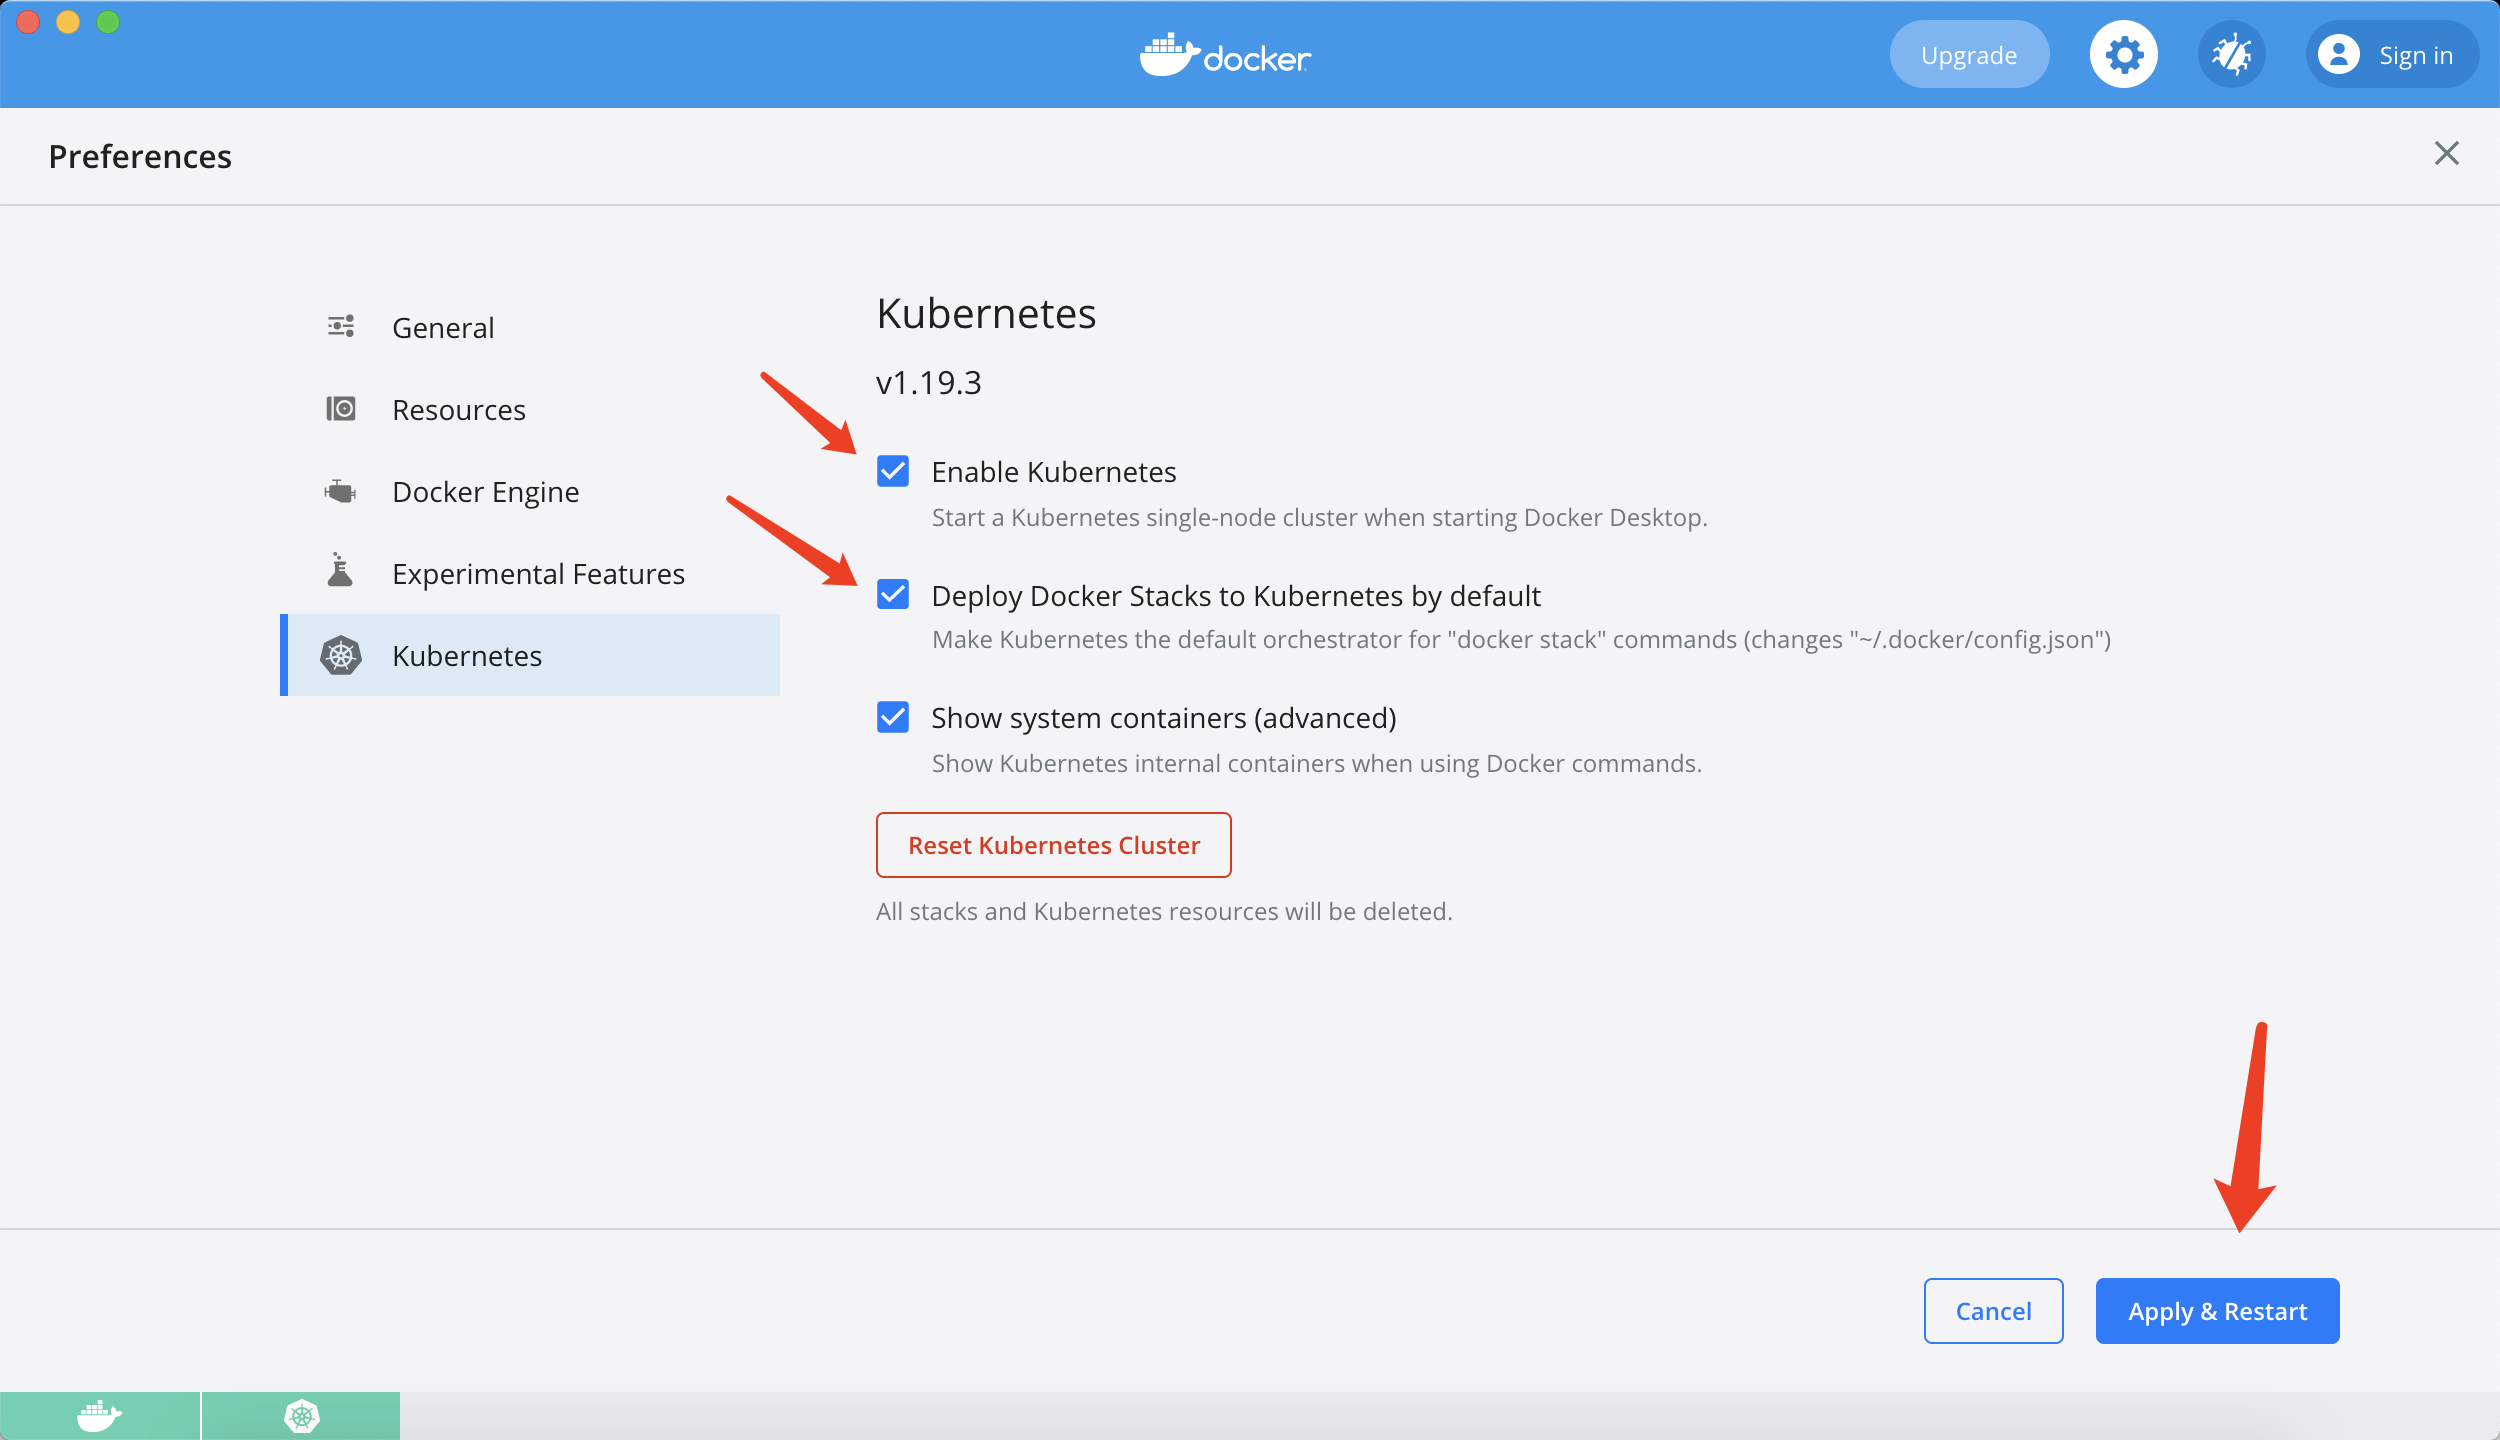 docker
Upgrade
Sign in
Preferences
General
Resources
Docker Engine
Experimental Features
Kubernetes
Kubernetes
v1.19.3
Enable Kubernetes
Start a Kubernetes single-node cluster when starting Docker Desktop.
Deploy Docker Stacks to Kubernetes by default
Make Kubernetes the default orchestrator for "docker stack" commands (changes "~/.docker/config.json")
Show system containers (advanced)
Show Kubernetes internal containers when using Docker commands.
Reset Kubernetes Cluster
All stacks and Kubernetes resources will be deleted.
Cancel
Apply & Restart